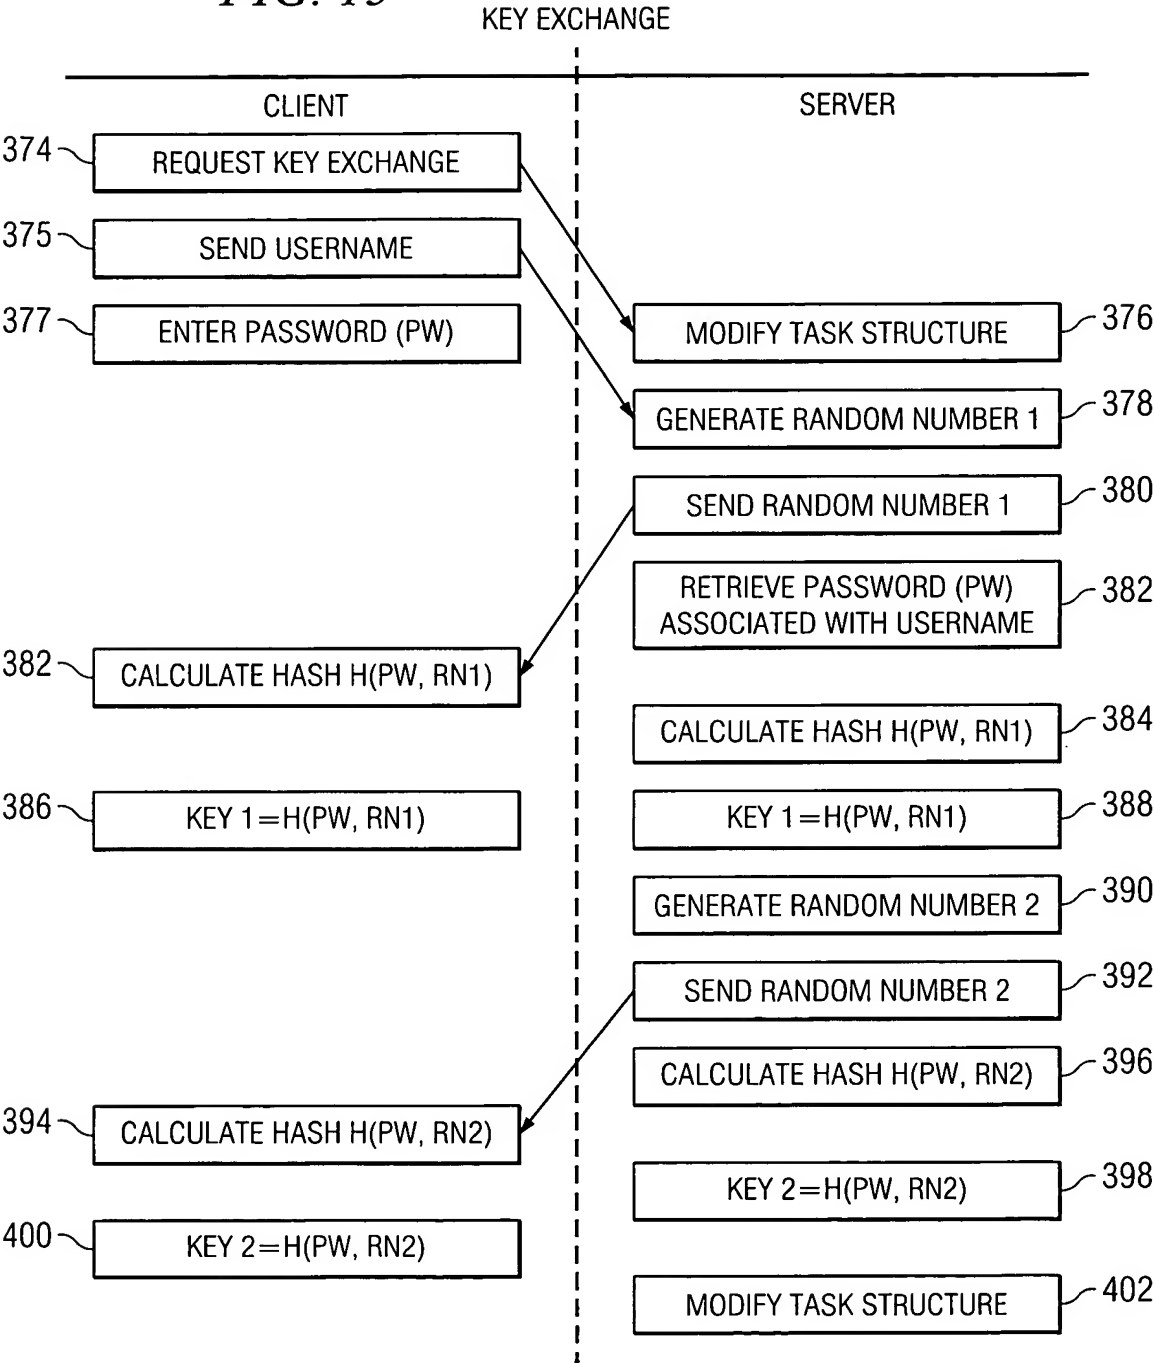 FIG. 15
KEY EXCHANGE
CLIENT
SERVER
374
REQUEST KEY EXCHANGE
375
SEND USERNAME
377
ENTER PASSWORD (PW)
MODIFY TASK STRUCTURE
376
GENERATE RANDOM NUMBER 1
378
SEND RANDOM NUMBER 1
380
RETRIEVE PASSWORD (PW)
ASSOCIATED WITH USERNAME
382
382
CALCULATE HASH H(PW, RN1)
CALCULATE HASH H(PW, RN1)
384
386
KEY 1=H(PW, RN1)
KEY 1=H(PW, RN1)
388
GENERATE RANDOM NUMBER 2
390
SEND RANDOM NUMBER 2
392
CALCULATE HASH H(PW, RN2)
396
394
CALCULATE HASH H(PW, RN2)
KEY 2=H(PW, RN2)
398
400
KEY 2=H(PW, RN2)
MODIFY TASK STRUCTURE
402